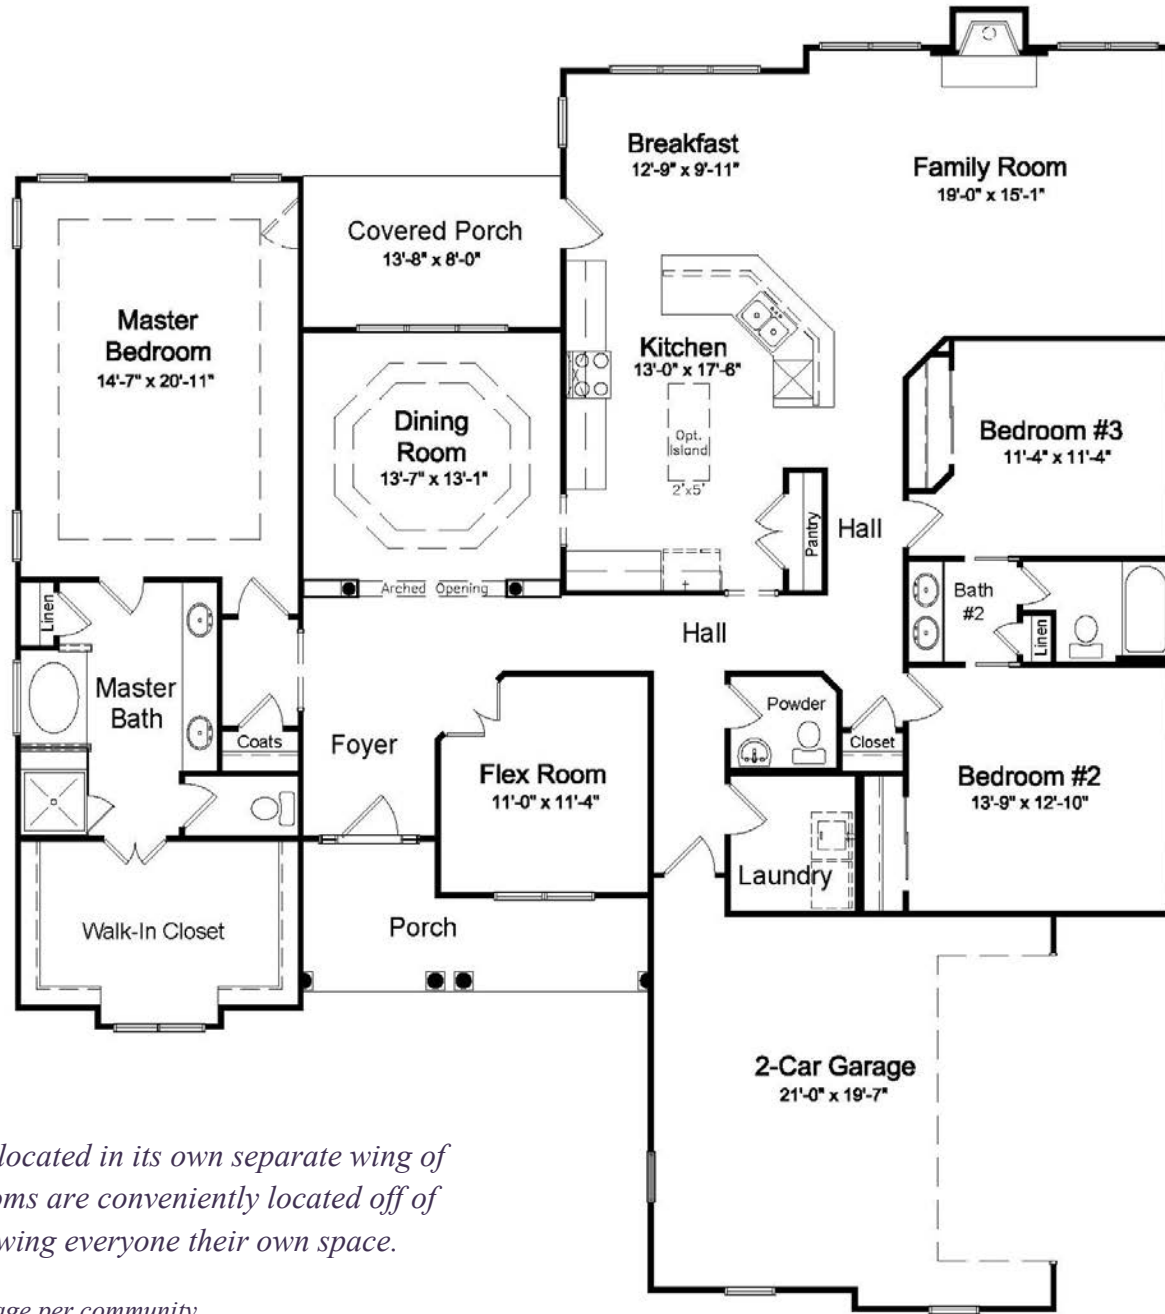 Breakfast
12'-9" x 9'-11"
Family Room
19'-0" x 15'-1"
Covered Porch
13'-8" x 8'-0"
Master
Bedroom
14'-7" x 20'-11"
Kitchen
13'-0" x 17'-6"
Dining
Room
13'-7" x 13'-1"
Opt.
Island
2'x5'
Bedroom #3
11'-4" x 11'-4"
Pantry
Hall
Arched Opening
Linen
Bath
#2
Linen
Hall
Master
Bath
Powder
Coats
Foyer
Closet
Flex Room
11'-0" x 11'-4"
Bedroom #2
13'-9" x 12'-10"
Laundry
Walk-In Closet
Porch
2-Car Garage
21'-0" x 19'-7"
located in its own separate wing of
oms are conveniently located off of
wing everyone their own space.
age per community